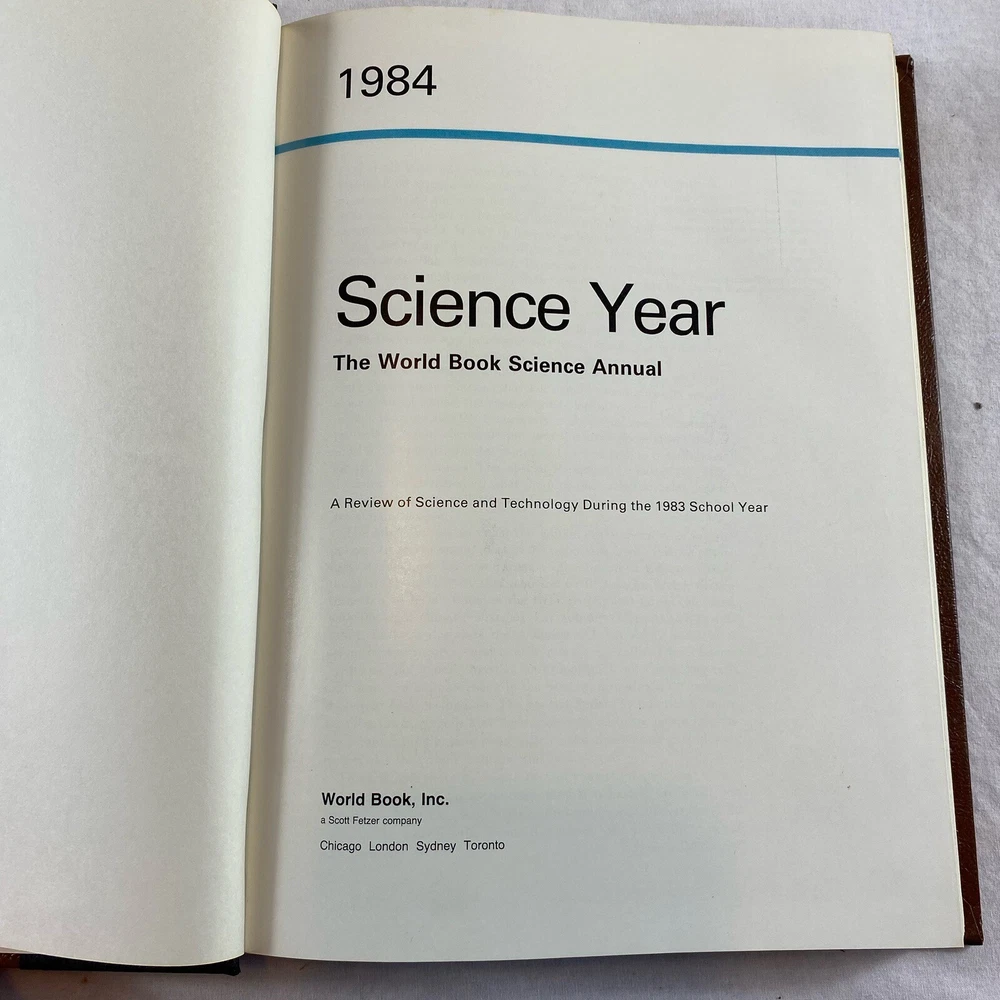 1984
Science Year
The World Book Science Annual
A Review of Science and Technology During the 1983 School Year
World Book, Inc.
a Scott Fetzer company
Chicago London Sydney Toronto